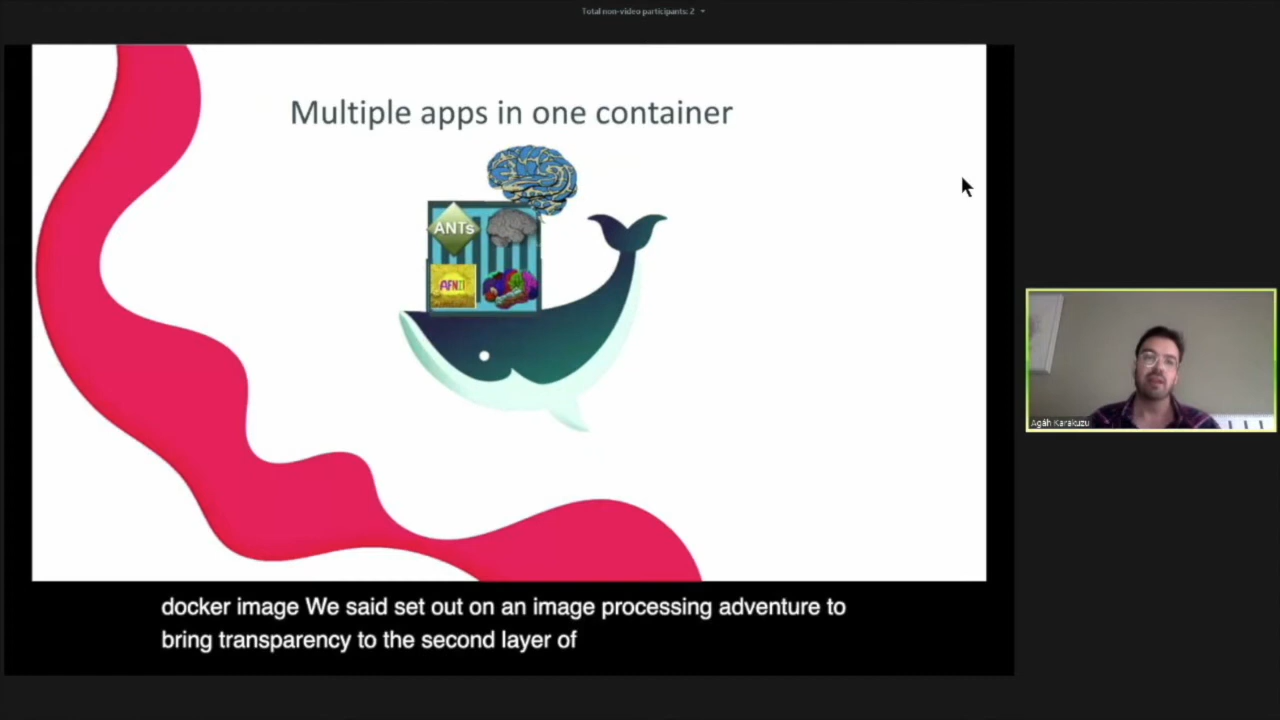 Total non-video participants: 2
Multiple apps in one container
ANTs
AFNI
Agâh Karakuzu
docker image We said set out on an image processing adventure to
bring transparency to the second layer of